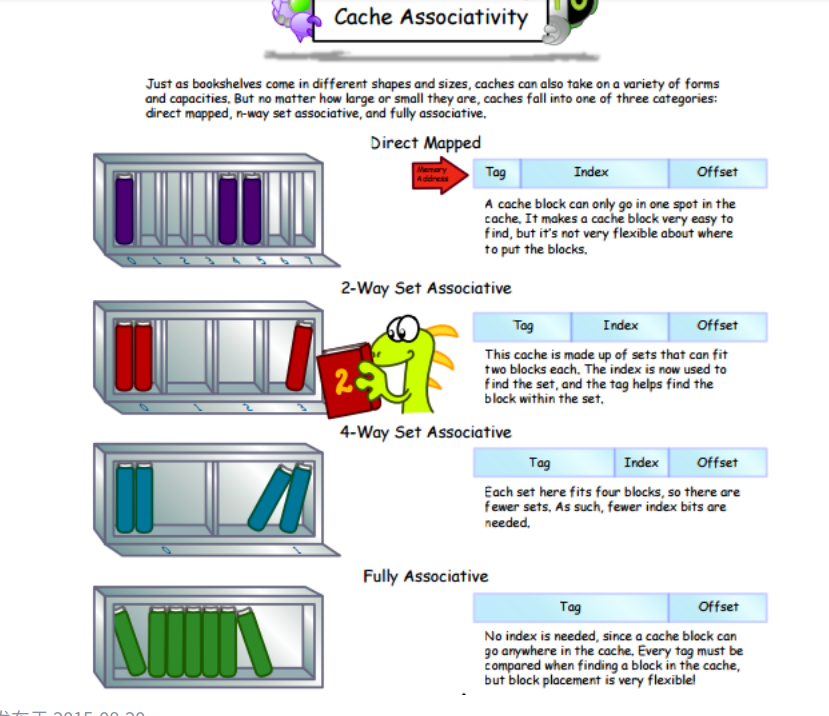 Cache Associativity
Just as bookshelves come in different shapes and sizes, caches can also take on a variety of forms
and capacities. But no matter how large or small they are, caches fall into one of three categories:
direct mapped, n-way set associative, and fully associative.
Direct Mapped
Memory
Address
Tag Index Offset
A cache block can only go in one spot in the
cache. It makes a cache block very easy to
find, but it's not very flexible about where
to put the blocks.
0 1 2 3 4 5 6 7
2-Way Set Associative
Tag Index Offset
This cache is made up of sets that can fit
two blocks each. The index is now used to
find the set, and the tag helps find the
block within the set.
2
0 1 2 3
4-Way Set Associative
Tag Index Offset
Each set here fits four blocks, so there are
fewer sets. As such, fewer index bits are
needed.
0 1
Fully Associative
Tag Offset
No index is needed, since a cache block can
go anywhere in the cache. Every tag must be
compared when finding a block in the cache,
but block placement is very flexible!